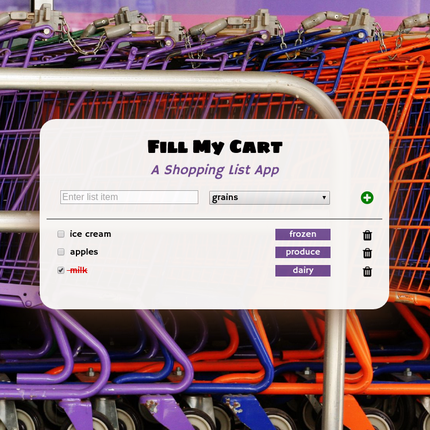 Fill My Cart
A Shopping List App
Enter list item
grains
ice cream
frozen
apples
produce
milk
dairy